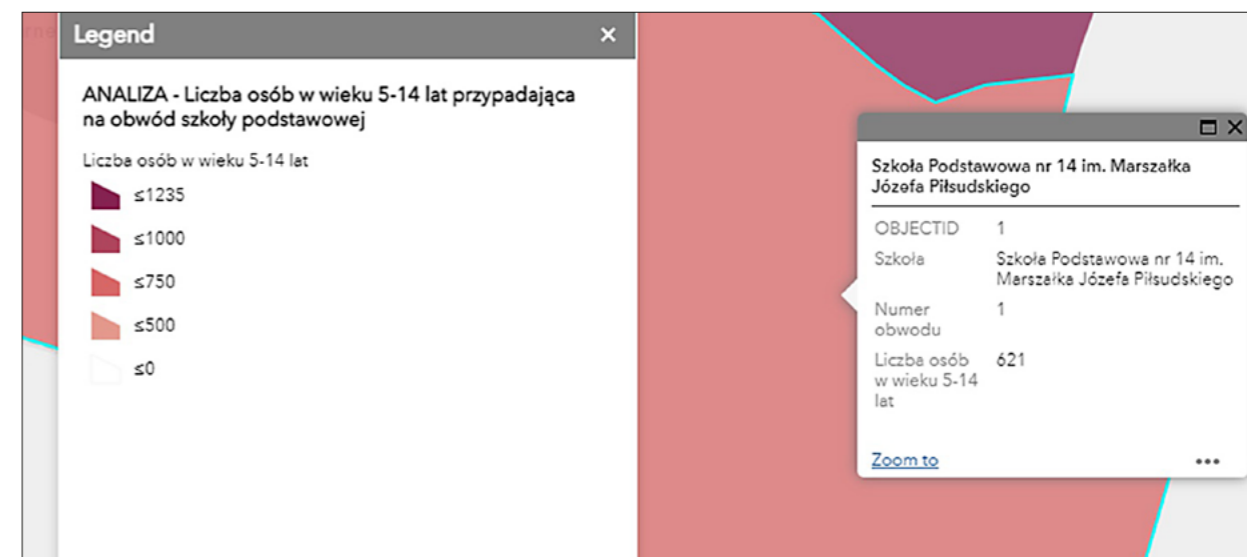 Legend
ANALIZA - Liczba osób w wieku 5-14 lat przypadająca
na obwód szkoły podstawowej
Liczba osób w wieku 5-14 lat
≤1235
≤1000
≤750
≤500
≤0
Szkoła Podstawowa nr 14 im. Marszałka
Józefa Piłsudskiego
OBJECTID 1
Szkoła Szkoła Podstawowa nr 14 im.
Marszałka Józefa Piłsudskiego
Numer 1
obwodu
Liczba osób 621
w wieku 5-14
lat
Zoom to